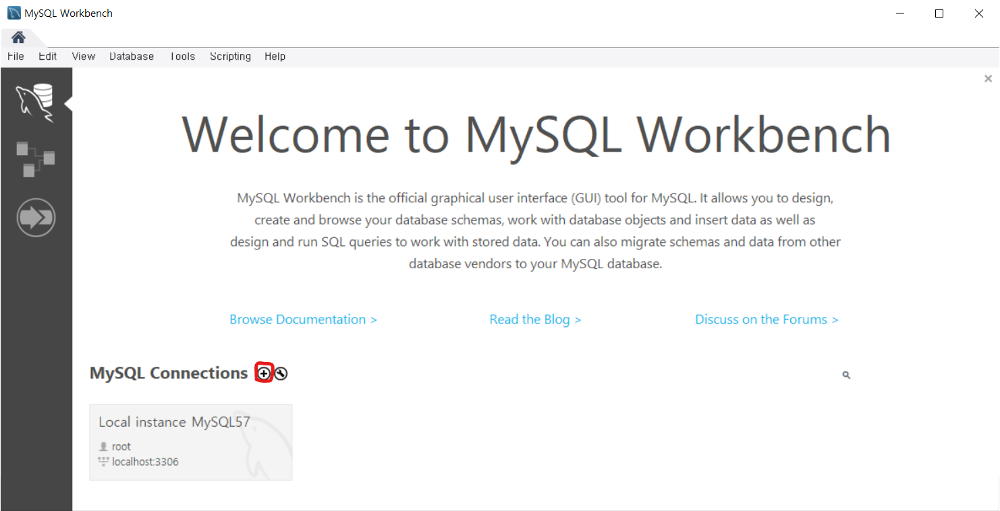 MySQL Workbench
File Edit View Database Tools Scripting Help
Welcome to MySQL Workbench
MySQL Workbench is the official graphical user interface (GUI) tool for MySQL. It allows you to design,
create and browse your database schemas, work with database objects and insert data as well as
design and run SQL queries to work with stored data. You can also migrate schemas and data from other
database vendors to your MySQL database.
Browse Documentation > Read the Blog > Discuss on the Forums >
MySQL Connections
Local instance MySQL57
root
localhost:3306